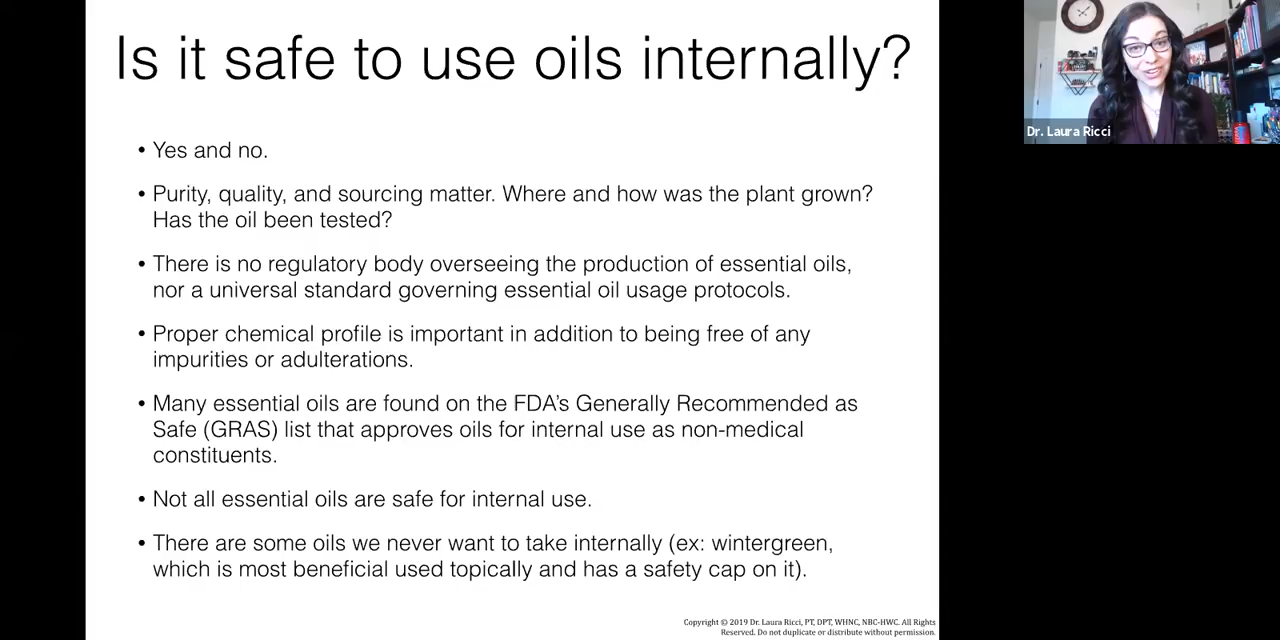 Is it safe to use oils internally?
• Yes and no.
• Purity, quality, and sourcing matter. Where and how was the plant grown?
Has the oil been tested?
• There is no regulatory body overseeing the production of essential oils,
nor a universal standard governing essential oil usage protocols.
• Proper chemical profile is important in addition to being free of any
impurities or adulterations.
• Many essential oils are found on the FDA's Generally Recommended as
Safe (GRAS) list that approves oils for internal use as non-medical
constituents.
• Not all essential oils are safe for internal use.
• There are some oils we never want to take internally (ex: wintergreen,
which is most beneficial used topically and has a safety cap on it).
Copyright © 2019 Dr. Laura Ricci, PT, DPT, WHNC, NBC-HWC. All Rights
Reserved. Do not duplicate or distribute without permission.
Dr. Laura Ricci